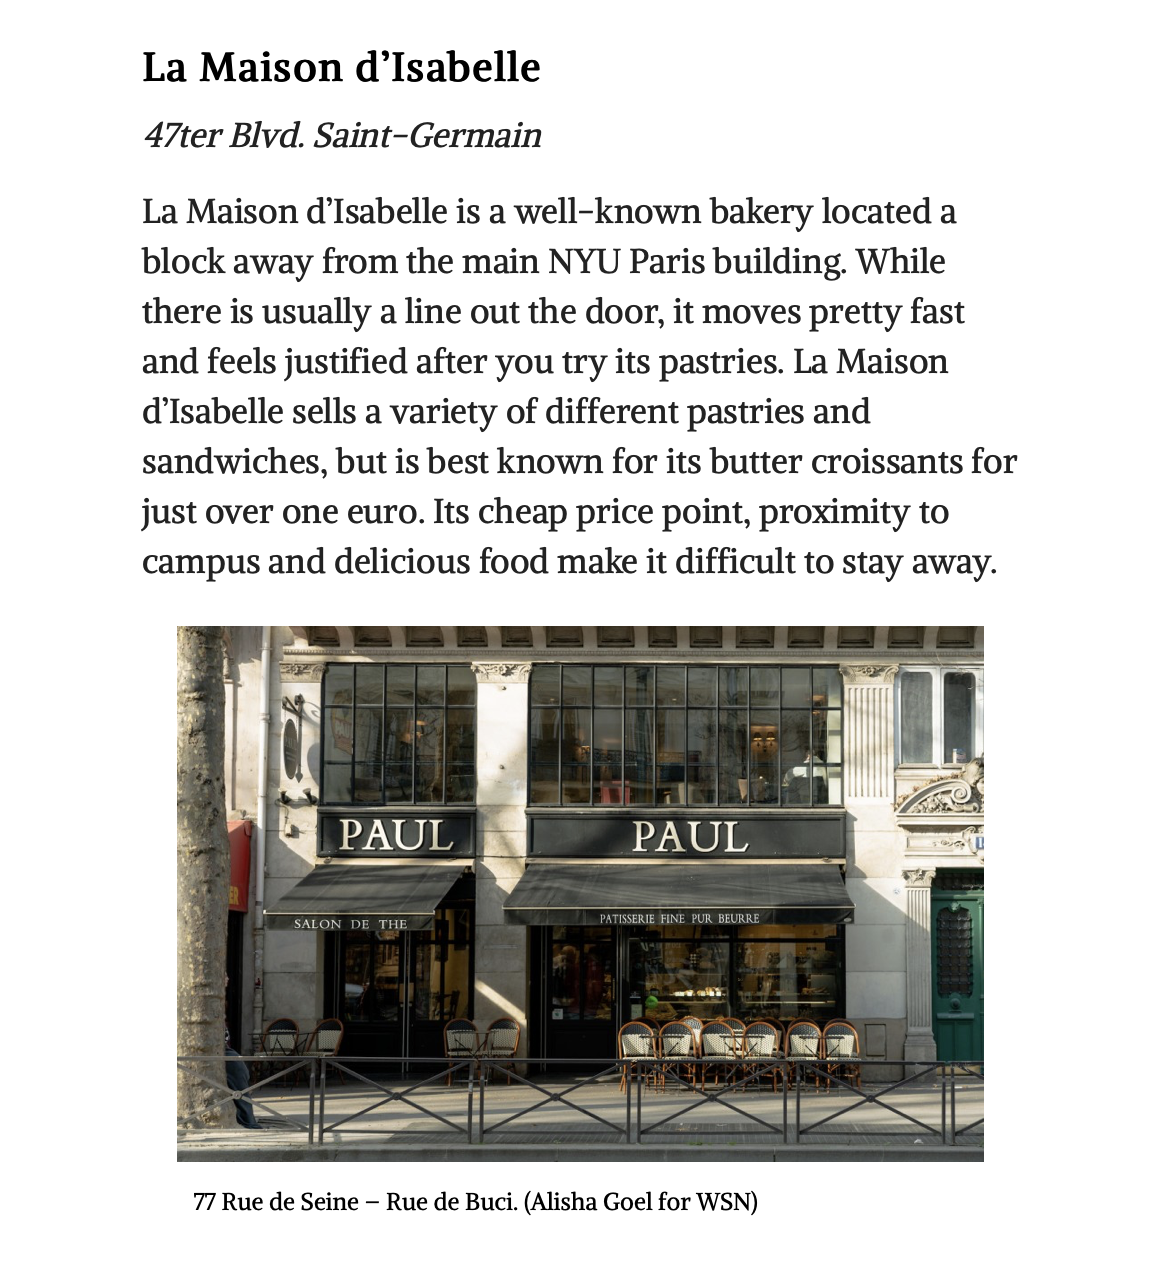 La Maison d’Isabelle
47ter Blvd. Saint-Germain
La Maison d’Isabelle is a well-known bakery located a
block away from the main NYU Paris building. While
there is usually a line out the door, it moves pretty fast
and feels justified after you try its pastries. La Maison
d’Isabelle sells a variety of different pastries and
sandwiches, but is best known for its butter croissants for
just over one euro. Its cheap price point, proximity to
campus and delicious food make it difficult to stay away.
PAUL
PAUL
SALON DE THE
PATISSERIE FINE PUR BEURRE
77 Rue de Seine – Rue de Buci. (Alisha Goel for WSN)